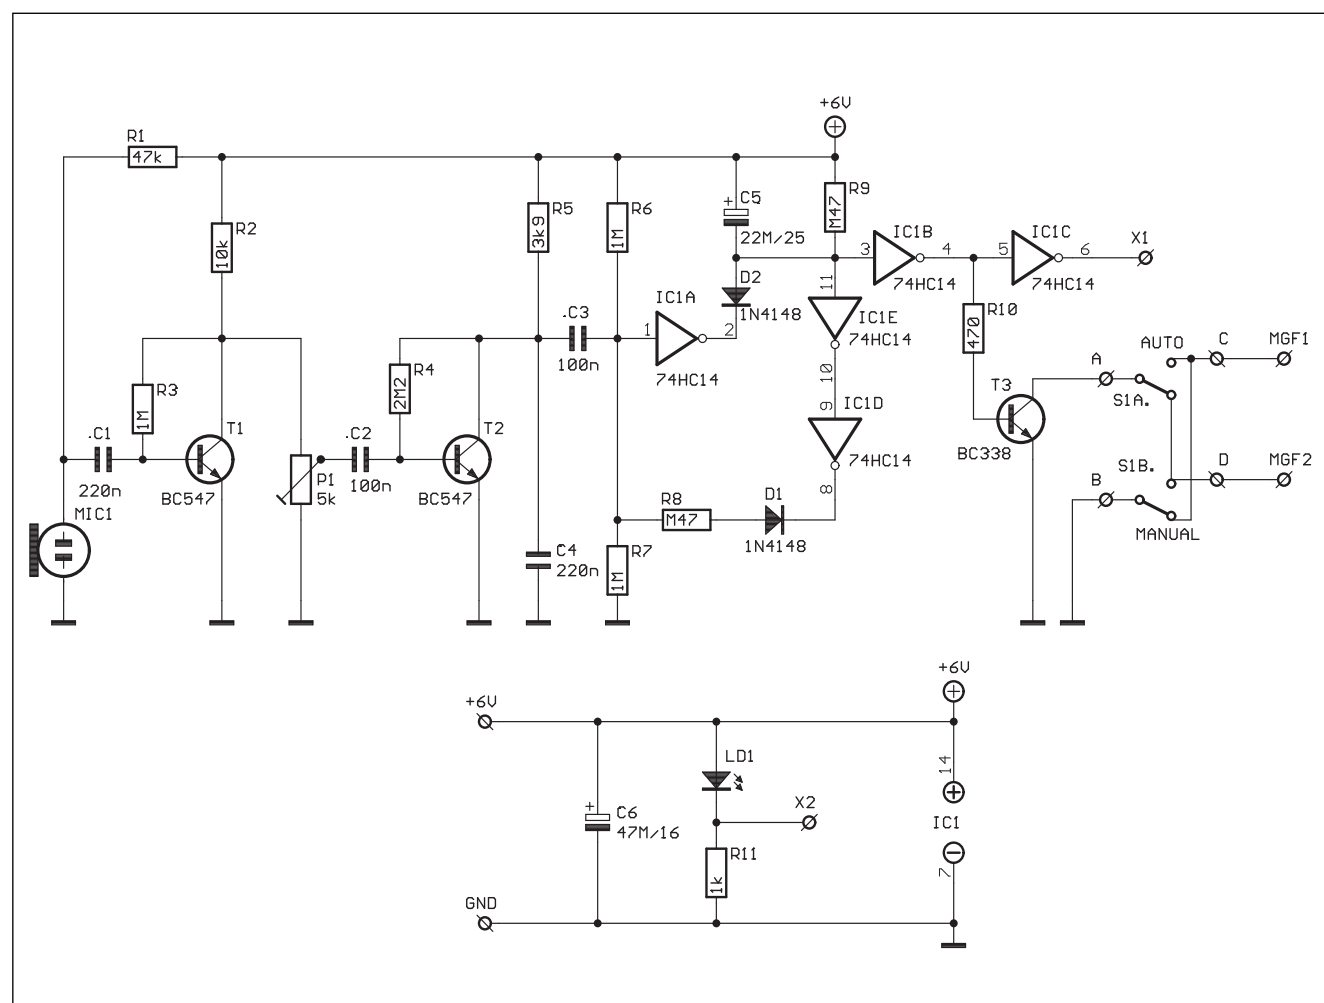 +6V
R1
47k
R2
10k
R3
1M
.C1
220n
MIC1
T1
BC547
P1
5k
.C2
100n
R4
2M2
T2
BC547
R5
3k9
.C3
100n
C4
220n
R6
1M
R7
1M
IC1A
1
2
74HC14
+
C5
22M/25
D2
1N4148
R9
M47
IC1B
3
4
74HC14
IC1C
5
6
74HC14
X1
11
IC1E
74HC14
10
9
IC1D
74HC14
8
R8
M47
D1
1N4148
R10
470
T3
BC338
A
B
AUTO
S1A.
S1B.
MANUAL
C
MGF1
D
MGF2
+6V
+6V
+
C6
47M/16
LD1
X2
R11
1k
14
IC1
7
GND